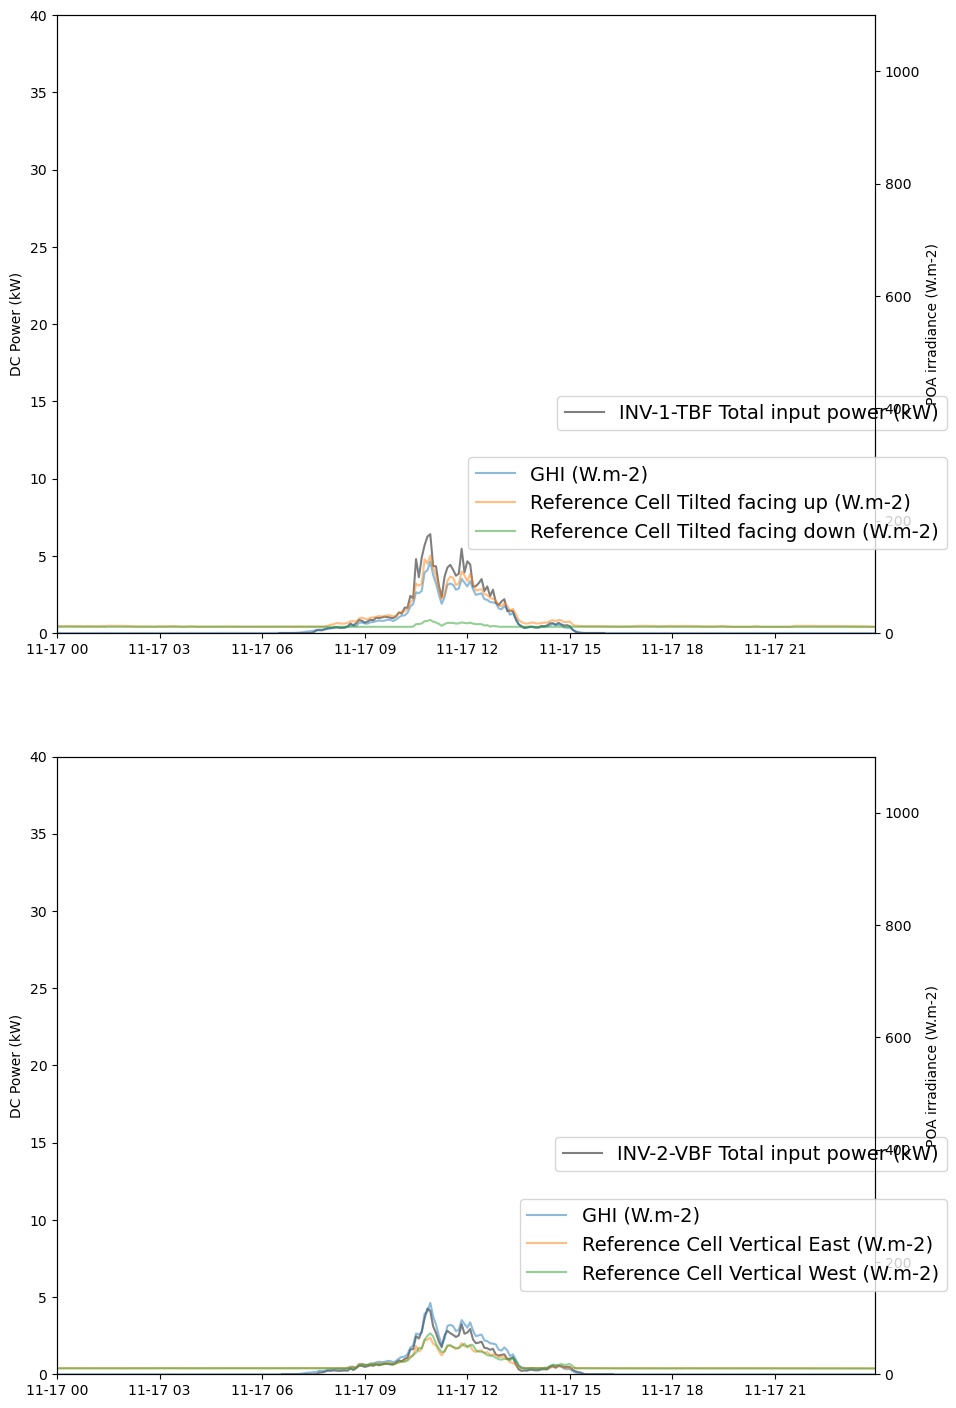 40
35
30
25
20
15
10
5
0
DC Power (kW)
1000
800
600
400
200
0
POA irradiance (W.m-2)
INV-1-TBF Total input power (kW)
GHI (W.m-2)
Reference Cell Tilted facing up (W.m-2)
Reference Cell Tilted facing down (W.m-2)
11-17 00 11-17 03 11-17 06 11-17 09 11-17 12 11-17 15 11-17 18 11-17 21
40
35
30
25
20
15
10
5
0
DC Power (kW)
1000
800
600
400
200
0
POA irradiance (W.m-2)
INV-2-VBF Total input power (kW)
GHI (W.m-2)
Reference Cell Vertical East (W.m-2)
Reference Cell Vertical West (W.m-2)
11-17 00 11-17 03 11-17 06 11-17 09 11-17 12 11-17 15 11-17 18 11-17 21